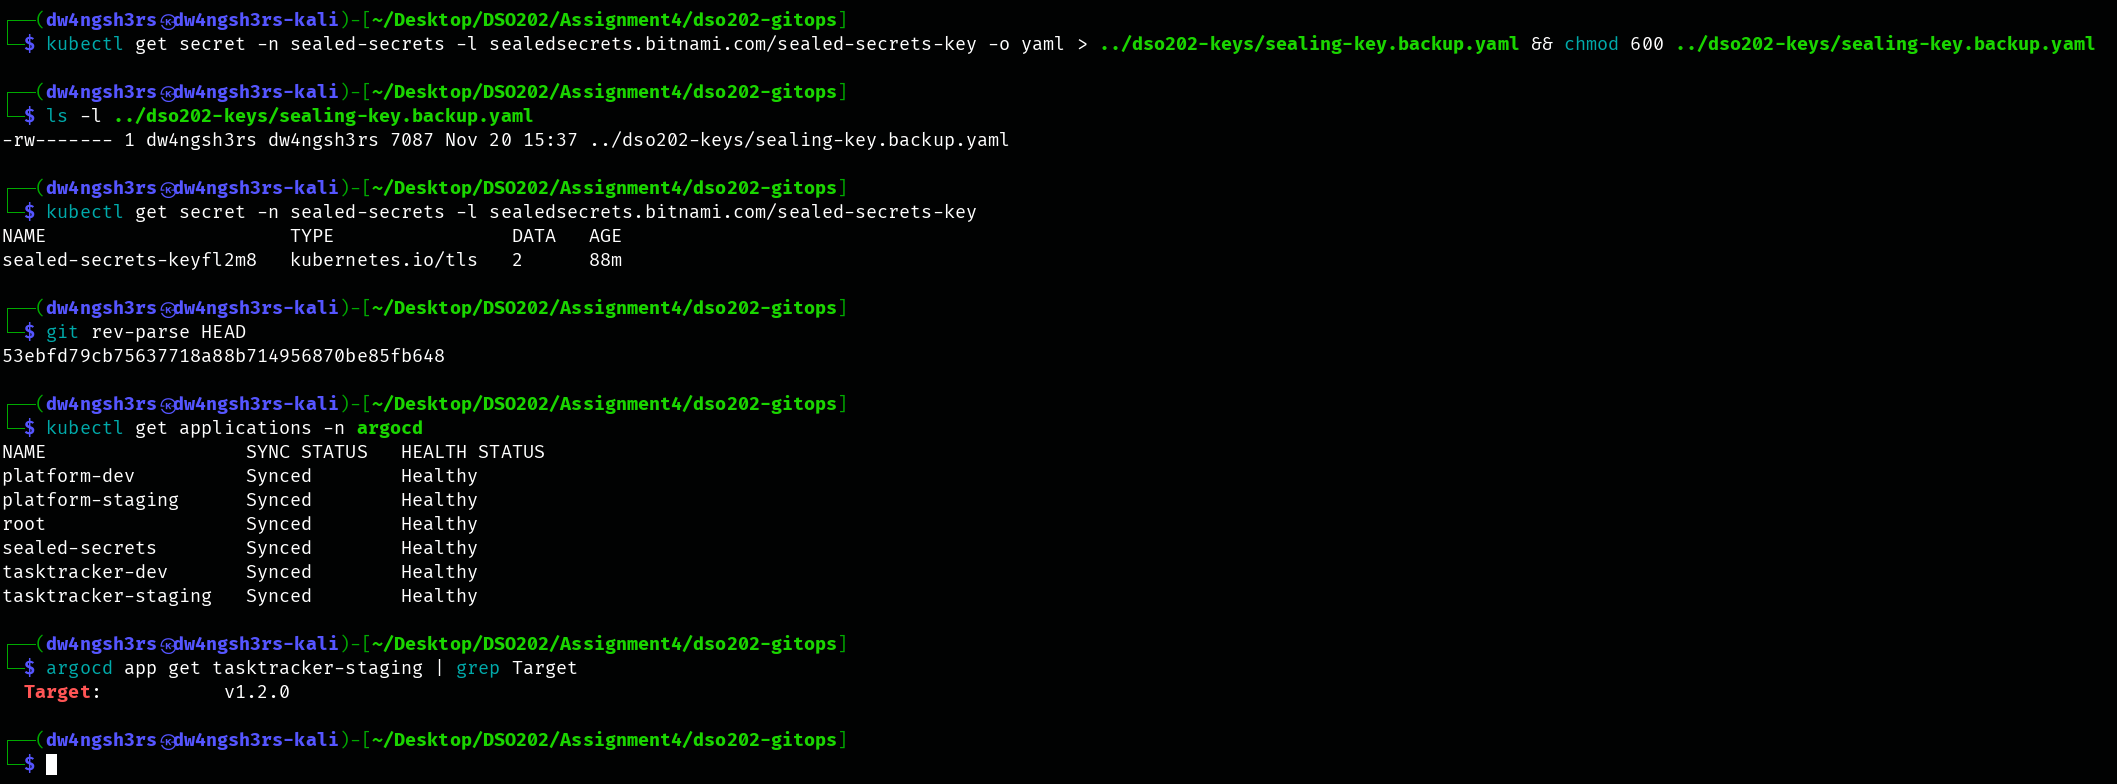 ┌──(dw4ngsh3rs㉿dw4ngsh3rs-kali)-[~/Desktop/DSO202/Assignment4/dso202-gitops]
└─$ kubectl get secret -n sealed-secrets -l sealedsecrets.bitnami.com/sealed-secrets-key -o yaml > ../dso202-keys/sealing-key.backup.yaml && chmod 600 ../dso202-keys/sealing-key.backup.yaml
┌──(dw4ngsh3rs㉿dw4ngsh3rs-kali)-[~/Desktop/DSO202/Assignment4/dso202-gitops]
└─$ ls -l ../dso202-keys/sealing-key.backup.yaml
-rw------- 1 dw4ngsh3rs dw4ngsh3rs 7087 Nov 20 15:37 ../dso202-keys/sealing-key.backup.yaml
┌──(dw4ngsh3rs㉿dw4ngsh3rs-kali)-[~/Desktop/DSO202/Assignment4/dso202-gitops]
└─$ kubectl get secret -n sealed-secrets -l sealedsecrets.bitnami.com/sealed-secrets-key
NAME                      TYPE                DATA   AGE
sealed-secrets-keyfl2m8   kubernetes.io/tls   2      88m
┌──(dw4ngsh3rs㉿dw4ngsh3rs-kali)-[~/Desktop/DSO202/Assignment4/dso202-gitops]
└─$ git rev-parse HEAD
53ebfd79cb75637718a88b714956870be85fb648
┌──(dw4ngsh3rs㉿dw4ngsh3rs-kali)-[~/Desktop/DSO202/Assignment4/dso202-gitops]
└─$ kubectl get applications -n argocd
NAME                  SYNC STATUS   HEALTH STATUS
platform-dev          Synced        Healthy
platform-staging      Synced        Healthy
root                  Synced        Healthy
sealed-secrets        Synced        Healthy
tasktracker-dev       Synced        Healthy
tasktracker-staging   Synced        Healthy
┌──(dw4ngsh3rs㉿dw4ngsh3rs-kali)-[~/Desktop/DSO202/Assignment4/dso202-gitops]
└─$ argocd app get tasktracker-staging | grep Target
  Target:           v1.2.0
┌──(dw4ngsh3rs㉿dw4ngsh3rs-kali)-[~/Desktop/DSO202/Assignment4/dso202-gitops]
└─$